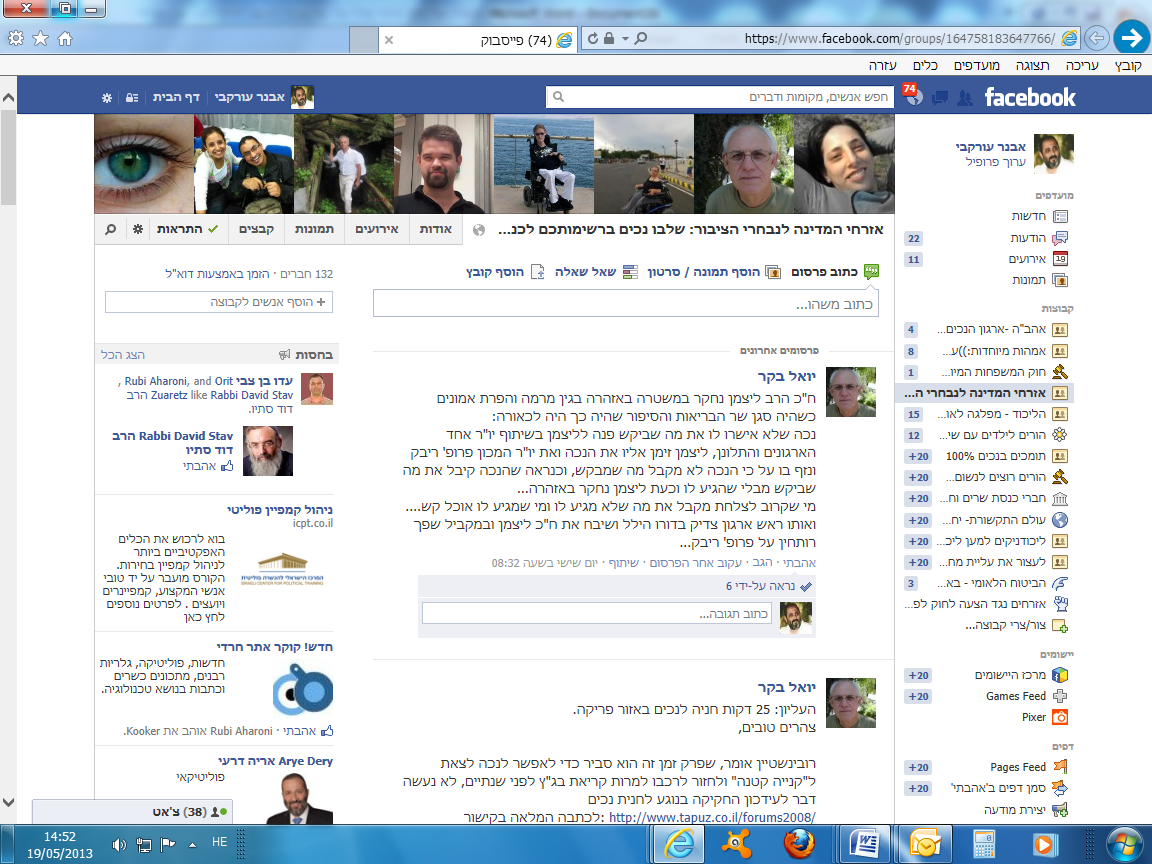 (74) פייסבוק
https://www.facebook.com/groups/164758183647766/
קובץ
עריכה
תצוגה
מועדפים
כלים
עזרה
facebook
74
חפש אנשים, מקומות ודברים
אבנר עורקבי
דף הבית
אבנר עורקבי
ערוך פרופיל
מועדפים
חדשות
הודעות
22
אירועים
11
תמונות
קבוצות
אהב"ה -ארגון הנכים...
4
אמהות מיוחדות:))ע...
8
חוק המשפחות המיו...
1
אזרחי המדינה לנבחרי ה...
הליכוד - מפלגה לאו...
15
הורים לילדים עם שי...
12
תומכים בנכים 100%
20+
הורים רוצים לנשום...
20+
חברי כנסת שרים וח...
20+
עולם התקשורת- יח...
20+
ליכודניקים למען ליכ...
20+
לעצור את עליית מח...
20+
הביטוח הלאומי - בא...
3
אזרחים נגד הצעה לחוק לפ...
צור/צרי קבוצה...
יישומים
מרכז היישומים
20+
Games Feed
20+
Pixer
דפים
Pages Feed
20+
סמן דפים ב'אהבתי'
20+
יצירת מודעה
אזרחי המדינה לנבחרי הציבור: שלבו נכים ברשימותכם לכנ...
אודות
אירועים
תמונות
קבצים
התראות
כתוב פרסום
הוסף תמונה / סרטון
שאל שאלה
הוסף קובץ
כתוב משהו...
פרסומים אחרונים
יואל בקר
ח"כ הרב ליצמן נחקר במשטרה באזהרה בגין מרמה והפרת אמונים
כשהיה סגן שר הבריאות והסיפור שהיה כך היה לכאורה:
נכה שלא אישרו לו את מה שביקש פנה לליצמן בשיתוף יו"ר אחד
הארגונים והתלונן, ליצמן זימן אליו את הנכה ואת יו"ר המכון פרופ' ריבק
ונזף בו על כי הנכה לא מקבל מה שמבקש, וכנראה שהנכה קיבל את מה
שביקש מבלי שהגיע לו וכעת ליצמן נחקר באזהרה...
מי שקרוב לצלחת מקבל את מה שלא מגיע לו ומי שמגיע לו אוכל קש....
ואותו ראש ארגון צדיק בדורו הילל ושיבח את ח"כ ליצמן ובמקביל שפך
רותחין על פרופ' ריבק...
אהבתי · הגב · עקוב אחר הפרסום · שיתוף · יום שישי בשעה 08:32
נראה על-ידי 6
כתוב תגובה...
יואל בקר
העליון: 25 דקות חניה לנכים באזור פריקה.
צהרים טובים,
רובינשטיין אומר, שפרק זמן זה הוא סביר כדי לאפשר לנכה לצאת
ל"קנייה קטנה" ולחזור לרכבו למרות קריאת בג"ץ לפני שנתיים, לא נעשה
דבר לעידכון החקיקה בנוגע לחנית נכים
לכתבה המלאה בקישור: http://www.tapuz.co.il/forums2008/
132 חברים · הזמן באמצעות דוא"ל
+ הוסף אנשים לקבוצה
בחסות
הצג הכל
עדו בן צבי Rubi Aharoni, and Orit ,
Zuaretz like Rabbi David Stav הרב
דוד סתיו.
Rabbi David Stav הרב
דוד סתיו
אהבתי
ניהול קמפיין פוליטי
icpt.co.il
בוא לרכוש את הכלים
האפקטיביים ביותר
לניהול קמפיין בחירות.
הקורס מועבר על יד טובי
אנשי המקצוע, קמפיינרים
ויועצים . לפרטים נוספים
לחץ כאן
המרכז הישראלי להכשרה פוליטית
ISRAELI CENTER FOR POLITICAL TRAINING
חדש! קוקר אתר חרדי
חדשות, פוליטיקה, גלריות
רבנים, מתכונים כשרים
וכתבות בנושא טכנולוגיה.
אהבתי · Rubi Aharoni אוהב את Kooker.
Arye Dery אריה דרעי
פוליטיקאי
צ'אט (38)
HE
14:52
19/05/2013